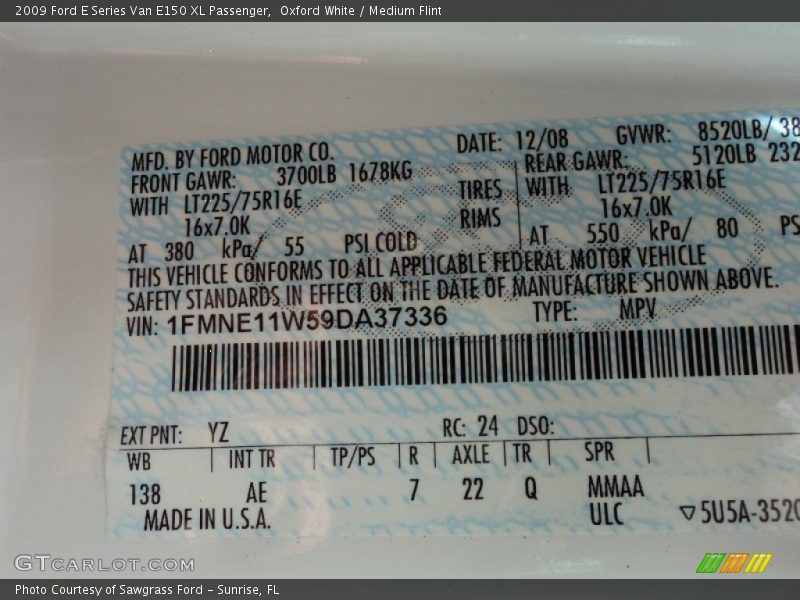 2009 Ford E Series Van E150 XL Passenger, Oxford White / Medium Flint
MFD. BY FORD MOTOR CO. DATE: 12/08 GVWR: 8520LB/ 38
FRONT GAWR: 3700LB 1678KG REAR GAWR: 5120LB 232
WITH LT225/75R16E TIRES WITH LT225/75R16E
16x7.0K RIMS 16x7.0K
AT 380 kPa/ 55 PSI COLD AT 550 kPa/ 80 PS
THIS VEHICLE CONFORMS TO ALL APPLICABLE FEDERAL MOTOR VEHICLE
SAFETY STANDARDS IN EFFECT ON THE DATE OF MANUFACTURE SHOWN ABOVE.
VIN: 1FMNE11W59DA37336 TYPE: MPV
EXT PNT: YZ RC: 24 DSO:
WB INT TR TP/PS R AXLE TR SPR
138 AE 7 22 Q MMAA
MADE IN U.S.A. ULC ▽5U5A-3520
GTCARLOT.COM
Photo Courtesy of Sawgrass Ford - Sunrise, FL